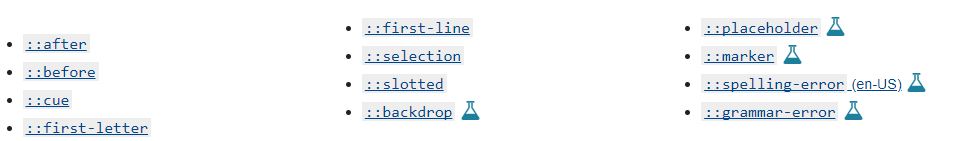 ::after
::before
::cue
::first-letter
::first-line
::selection
::slotted
::backdrop
::placeholder
::marker
::spelling-error (en-US)
::grammar-error